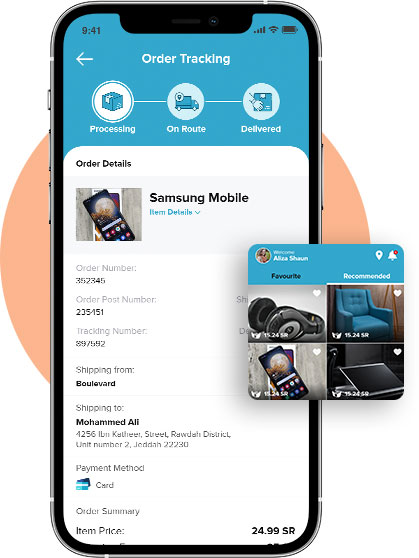 9:41
Order Tracking
Processing On Route Delivered
Order Details
Samsung Mobile
Item Details
Order Number:
352345
Order Post Number:
235451
Tracking Number:
897592
Shipping from:
Boulevard
Shipping to:
Mohammed Ali
4256 Ibn Katheer, Street, Rawdah District,
Unit number 2, Jeddah 22230
Payment Method
Card
Order Summary
Item Price: 24.99 SR
Welcome
Aliza Shaun
Favourite Recommended
15.24 SR 15.24 SR
15.24 SR 15.24 SR